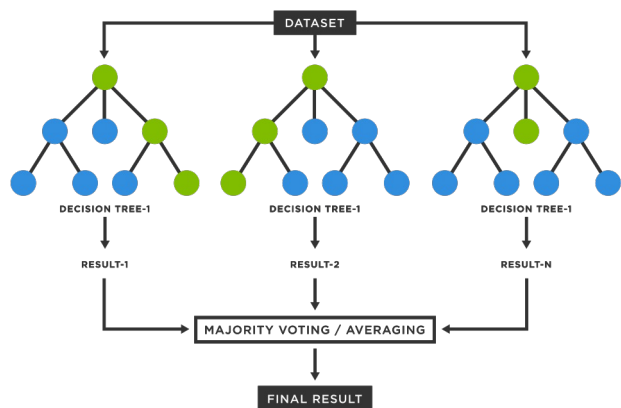 DATASET
DECISION TREE-1
DECISION TREE-1
DECISION TREE-1
RESULT-1
RESULT-2
RESULT-N
MAJORITY VOTING / AVERAGING
FINAL RESULT